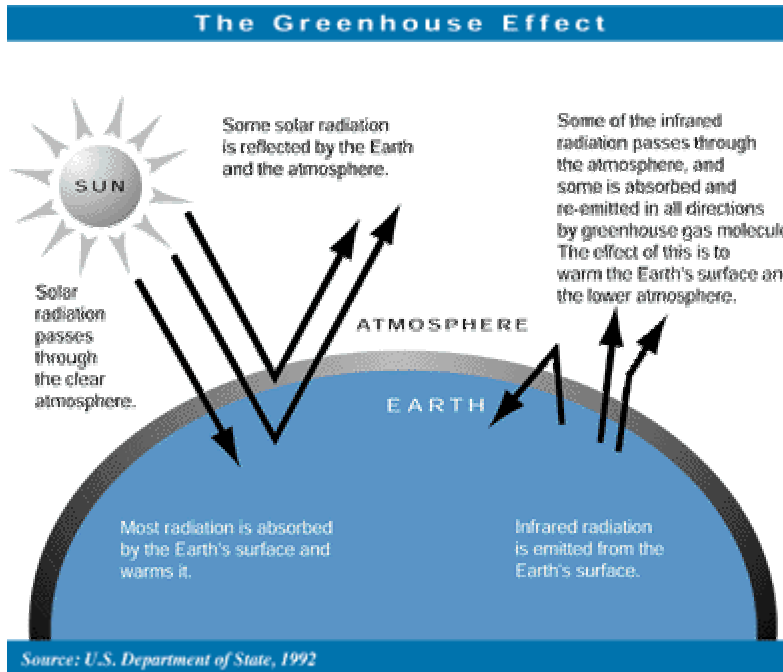 The Greenhouse Effect
Some solar radiation
is reflected by the Earth
and the atmosphere.
Some of the infrared
radiation passes through
the atmosphere, and
some is absorbed and
re-emitted in all directions
by greenhouse gas molecule
The effect of this is to
warm the Earth's surface an
the lower atmosphere.
SUN
Solar
radiation
passes
through
the clear
atmosphere.
ATMOSPHERE
EARTH
Most radiation is absorbed
by the Earth's surface and
warms it.
Infrared radiation
is emitted from the
Earth's surface.
Source: U.S. Department of State, 1992